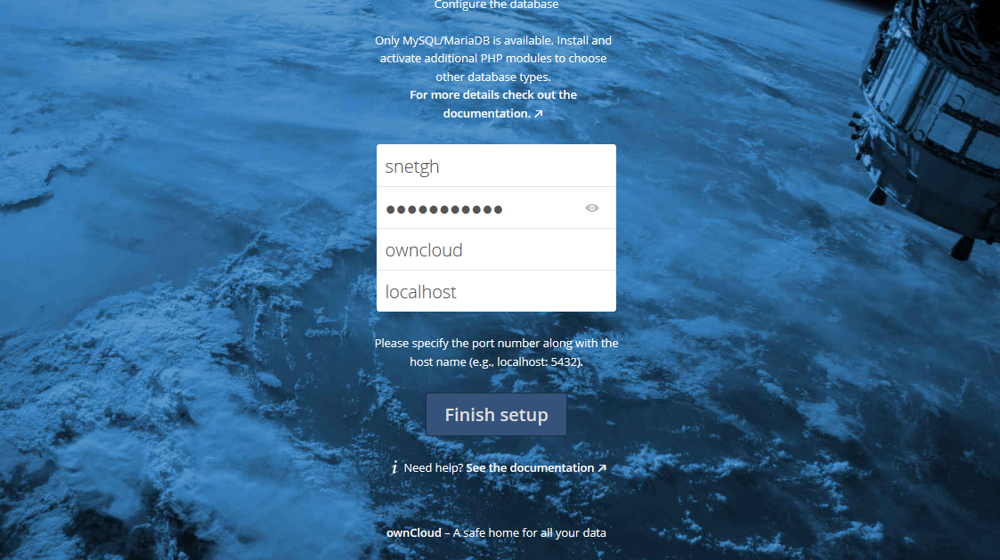 Configure the database
Only MySQL/MariaDB is available. Install and
activate additional PHP modules to choose
other database types.
For more details check out the
documentation. ↗
snetgh
●●●●●●●●●●●
owncloud
localhost
Please specify the port number along with the
host name (e.g., localhost: 5432).
Finish setup
i Need help? See the documentation ↗
ownCloud – A safe home for all your data